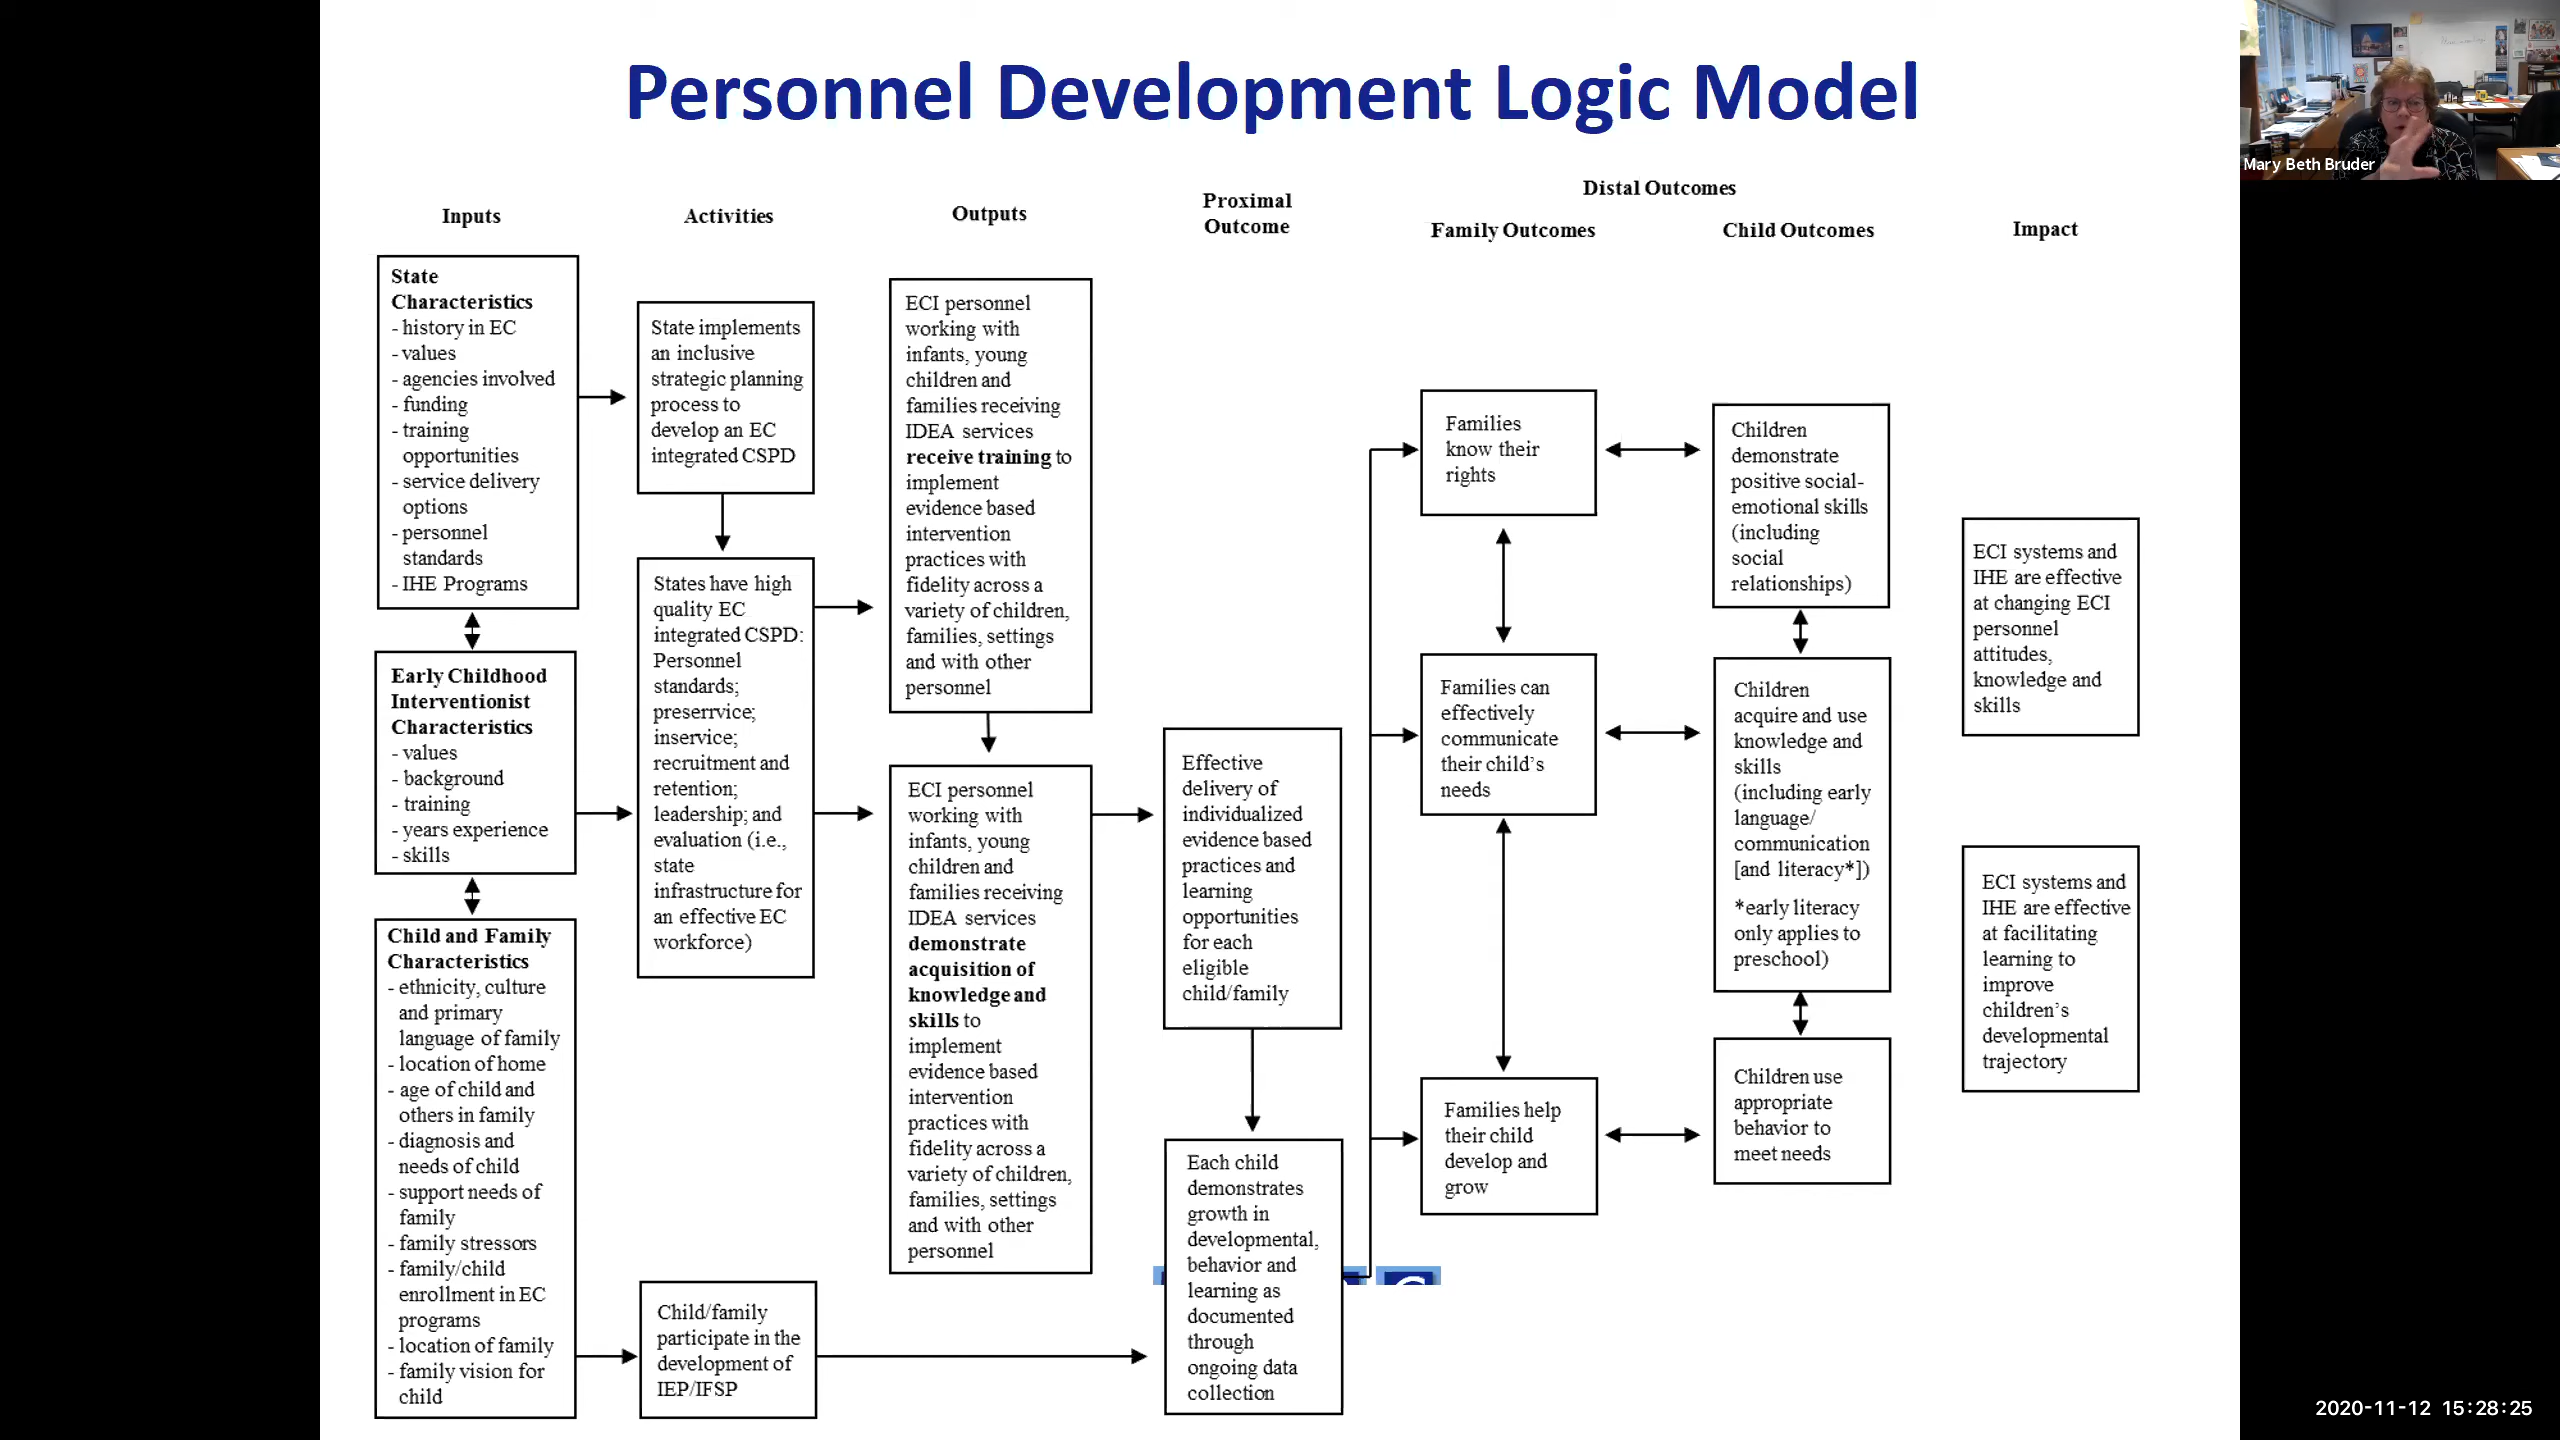 Personnel Development Logic Model
Mary Beth Bruder
Inputs
State
Characteristics
- history in EC
- values
- agencies involved
- funding
- training
opportunities
- service delivery
options
- personnel
standards
- IHE Programs
Early Childhood
Interventionist
Characteristics
- values
- background
- training
- years experience
- skills
Child and Family
Characteristics
- ethnicity, culture
and primary
language of family
- location of home
- age of child and
others in family
- diagnosis and
needs of child
- support needs of
family
- family stressors
- family/child
enrollment in EC
programs
- location of family
- family vision for
child
Activities
State implements
an inclusive
strategic planning
process to
develop an EC
integrated CSPD
States have high
quality EC
integrated CSPD:
Personnel
standards;
preserrvice;
inservice;
recruitment and
retention;
leadership; and
evaluation (i.e.,
state
infrastructure for
an effective EC
workforce)
Child/family
participate in the
development of
IEP/IFSP
Outputs
ECI personnel
working with
infants, young
children and
families receiving
IDEA services
receive training to
implement
evidence based
intervention
practices with
fidelity across a
variety of children,
families, settings
and with other
personnel
ECI personnel
working with
infants, young
children and
families receiving
IDEA services
demonstrate
acquisition of
knowledge and
skills to
implement
evidence based
intervention
practices with
fidelity across a
variety of children,
families, settings
and with other
personnel
Proximal
Outcome
Effective
delivery of
individualized
evidence based
practices and
learning
opportunities
for each
eligible
child/family
Each child
demonstrates
growth in
developmental,
behavior and
learning as
documented
through
ongoing data
collection
Distal Outcomes
Family Outcomes
Families
know their
rights
Families can
effectively
communicate
their child's
needs
Families help
their child
develop and
grow
Child Outcomes
Children
demonstrate
positive social-
emotional skills
(including
social
relationships)
Children
acquire and use
knowledge and
skills
(including early
language/
communication
[and literacy*])
*early literacy
only applies to
preschool)
Children use
appropriate
behavior to
meet needs
Impact
ECI systems and
IHE are effective
at changing ECI
personnel
attitudes,
knowledge and
skills
ECI systems and
IHE are effective
at facilitating
learning to
improve
children's
developmental
trajectory
2020-11-12 15:28:25